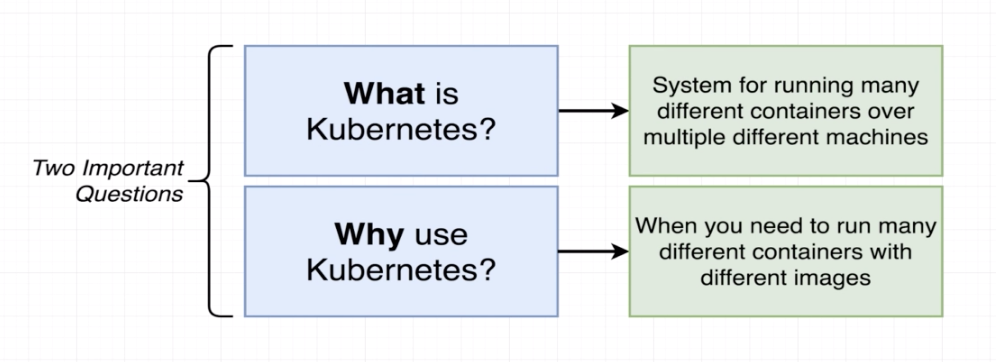 Two Important
Questions
What is
Kubernetes?
System for running many
different containers over
multiple different machines
Why use
Kubernetes?
When you need to run many
different containers with
different images